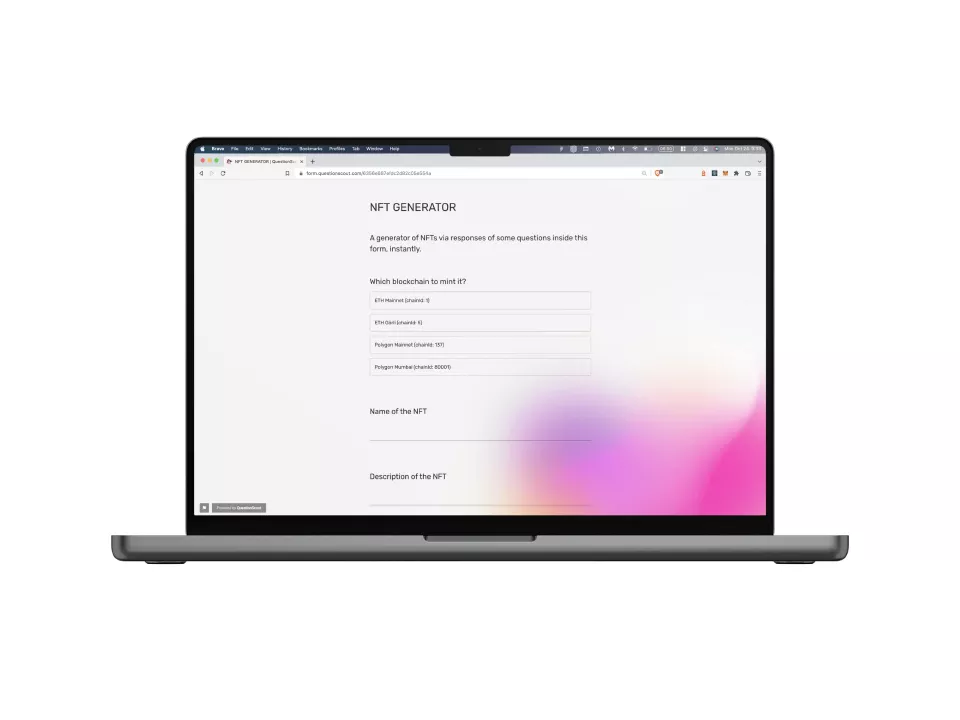 Brave File Edit View History Bookmarks Profiles Tab Window Help
NFT GENERATOR | QuestionSc
form.questionscout.com/
NFT GENERATOR
A generator of NFTs via responses of some questions inside this
form, instantly.
Which blockchain to mint it?
ETH Mainnet (chainId: 1)
ETH Görli (chainId: 5)
Polygon Mainnet (chainId: 137)
Polygon Mumbai (chainId: 80001)
Name of the NFT
Description of the NFT
Powered by QuestionScout